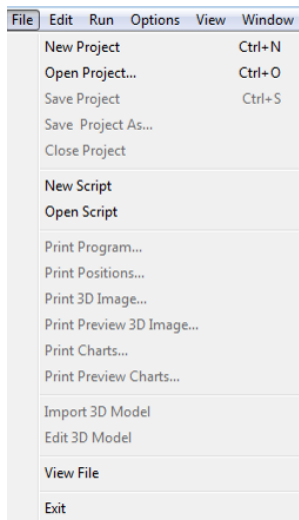 File Edit Run Options View Window
New Project Ctrl+N
Open Project... Ctrl+O
Save Project Ctrl+S
Save Project As...
Close Project
New Script
Open Script
Print Program...
Print Positions...
Print 3D Image...
Print Preview 3D Image...
Print Charts...
Print Preview Charts...
Import 3D Model
Edit 3D Model
View File
Exit